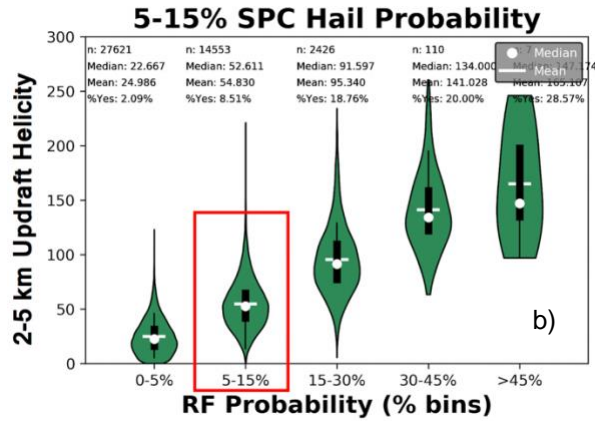 5-15% SPC Hail Probability
300
250
200
150
100
50
0
2-5 km Updraft Helicity
n: 27621
Median: 22.667
Mean: 24.986
%Yes: 2.09%
n: 14553
Median: 52.611
Mean: 54.830
%Yes: 8.51%
n: 2426
Median: 91.597
Mean: 95.340
%Yes: 18.76%
n: 110
Median: 134.000
Mean: 141.028
%Yes: 20.00%
n: 7
147.174
%Yes: 28.57%
Median
Mean
b)
0-5%
5-15%
15-30%
30-45%
>45%
RF Probability (% bins)